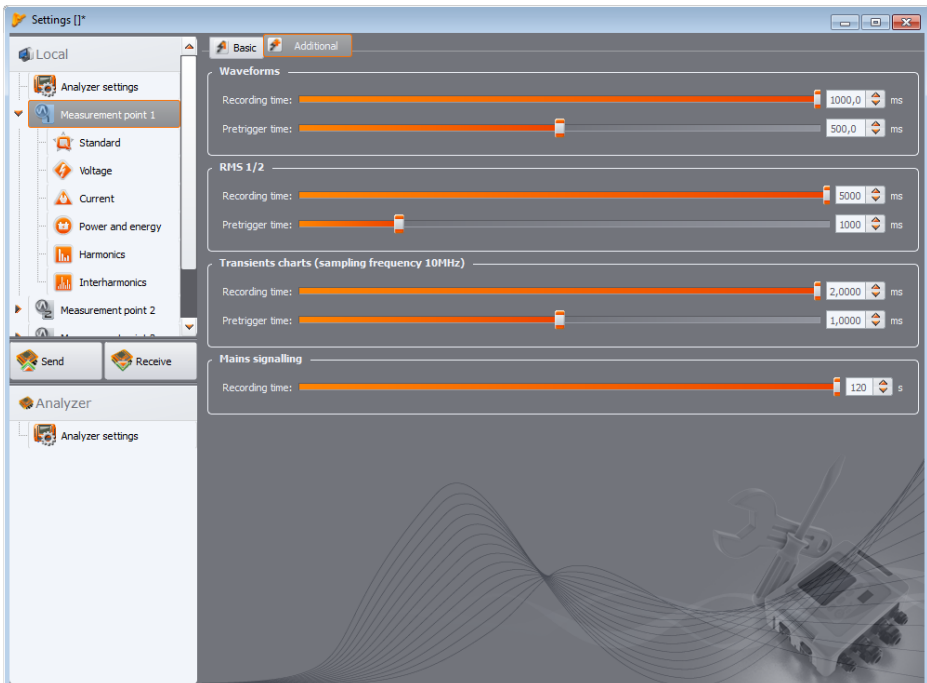 Settings []*
Local
Analyzer settings
Measurement point 1
Standard
Voltage
Current
Power and energy
Harmonics
Interharmonics
Measurement point 2
Send
Receive
Analyzer
Analyzer settings
Basic
Additional
Waveforms
Recording time: 1000,0 ms
Pretrigger time: 500,0 ms
RMS 1/2
Recording time: 5000 ms
Pretrigger time: 1000 ms
Transients charts (sampling frequency 10MHz)
Recording time: 2,0000 ms
Pretrigger time: 1,0000 ms
Mains signalling
Recording time: 120 s